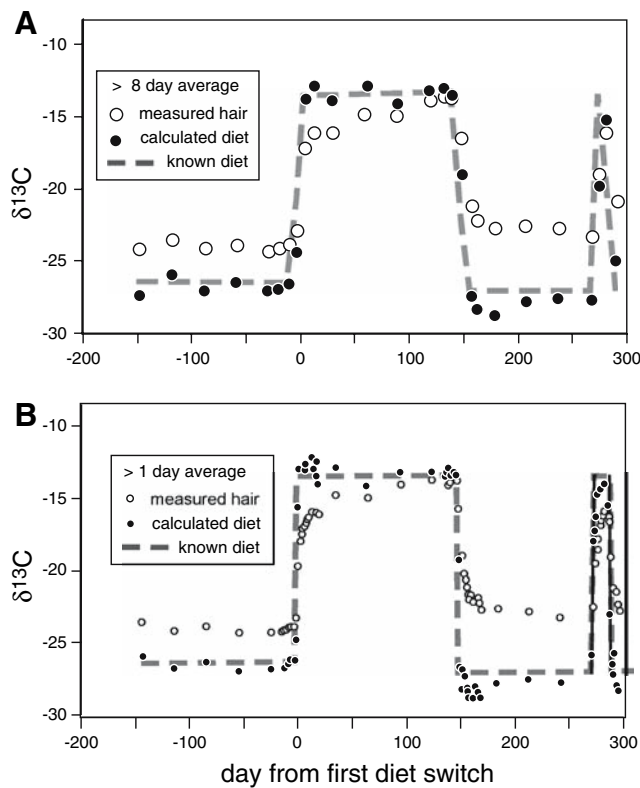 A
-10
> 8 day average
measured hair
calculated diet
known diet
-15
δ13C
-20
-25
-30
-200
-100
0
100
200
300
B
-10
> 1 day average
measured hair
calculated diet
known diet
-15
δ13C
-20
-25
-30
-200
-100
0
100
200
300
day from first diet switch